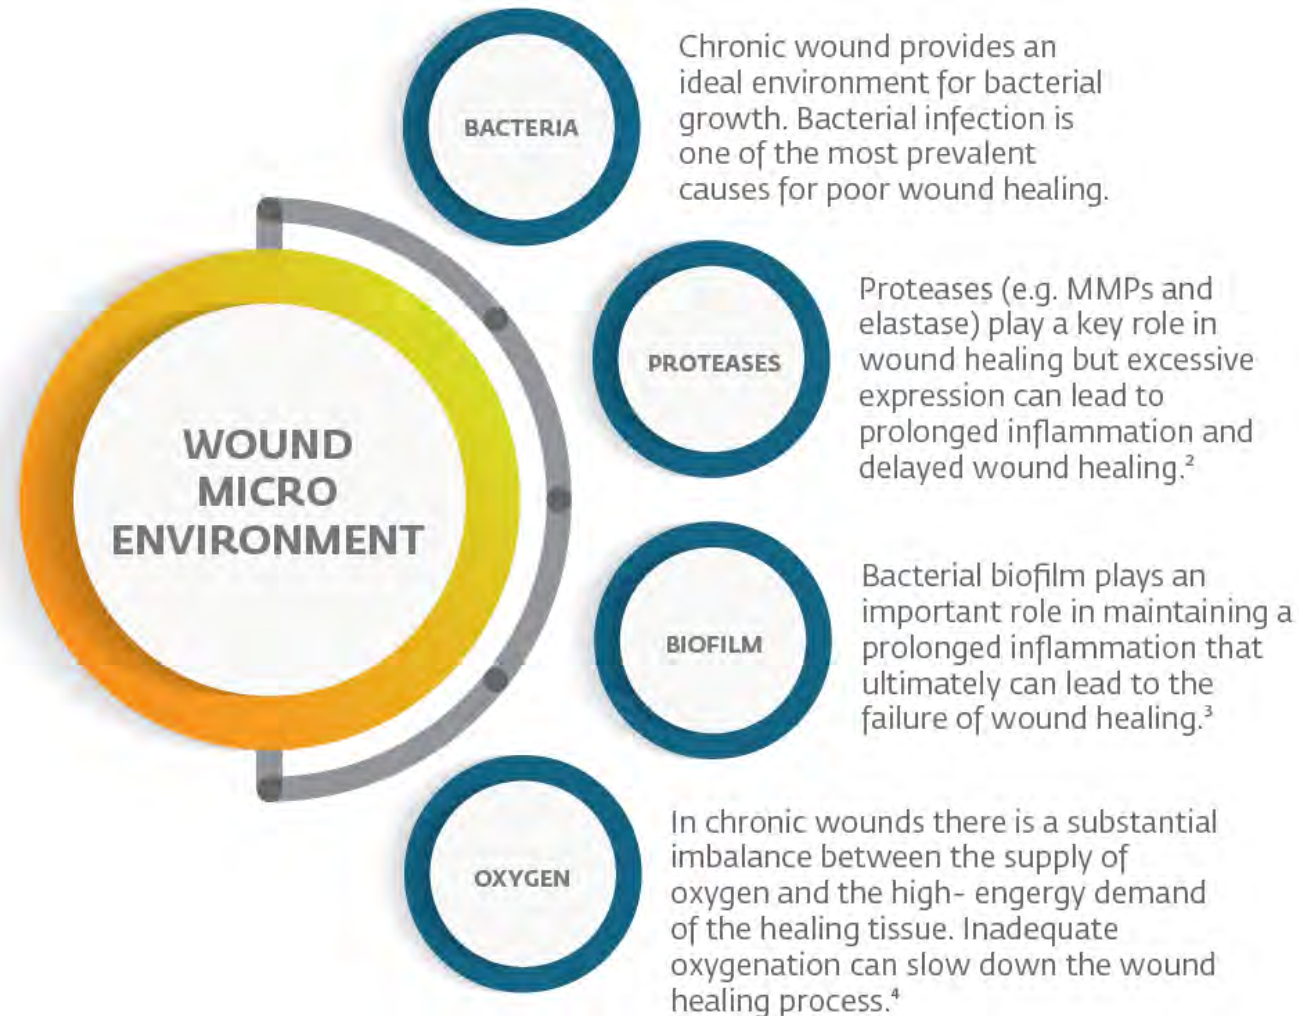 BACTERIA
Chronic wound provides an
ideal environment for bacterial
growth. Bacterial infection is
one of the most prevalent
causes for poor wound healing.
PROTEASES
Proteases (e.g. MMPs and
elastase) play a key role in
wound healing but excessive
expression can lead to
prolonged inflammation and
delayed wound healing.²
WOUND
MICRO
ENVIRONMENT
BIOFILM
Bacterial biofilm plays an
important role in maintaining a
prolonged inflammation that
ultimately can lead to the
failure of wound healing.³
OXYGEN
In chronic wounds there is a substantial
imbalance between the supply of
oxygen and the high- engergy demand
of the healing tissue. Inadequate
oxygenation can slow down the wound
healing process.⁴